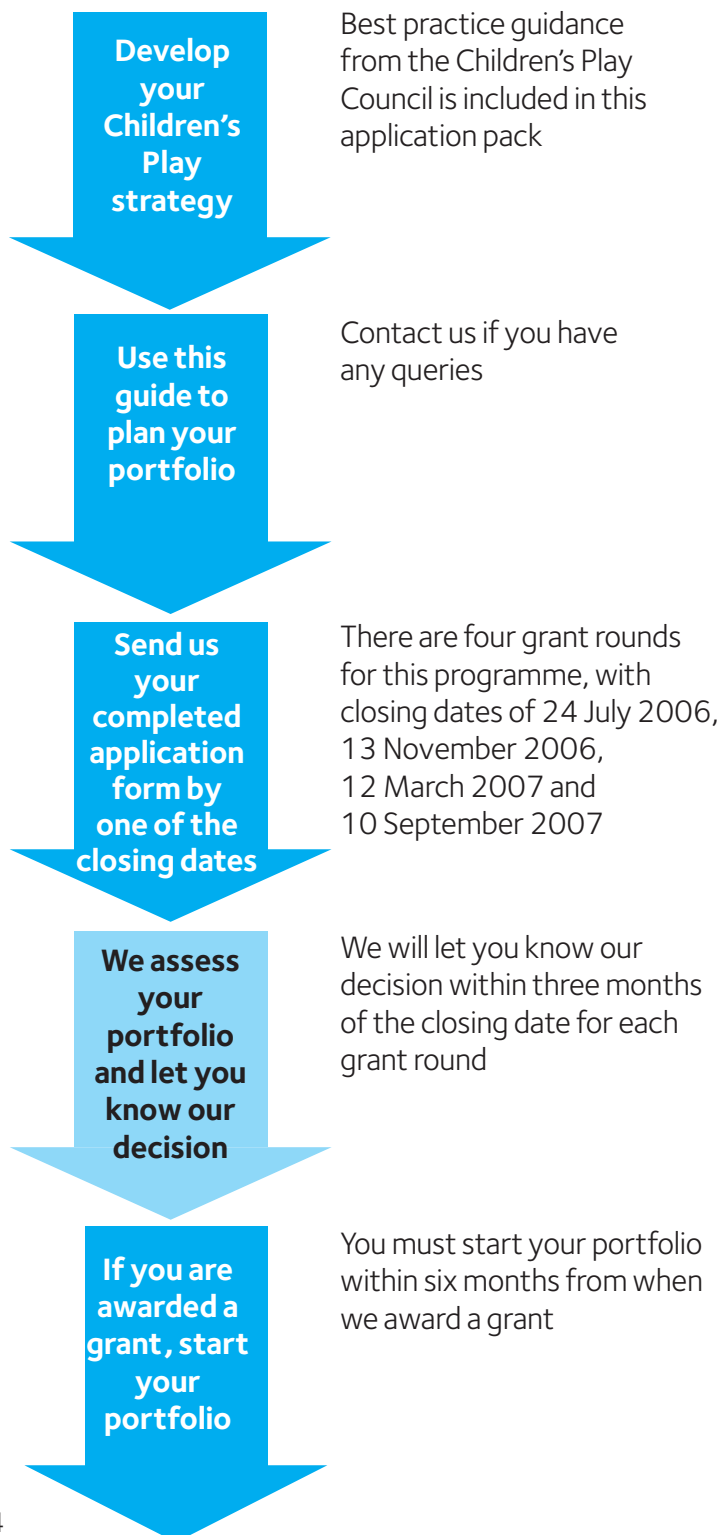 Develop
your
Children's
Play
strategy
Best practice guidance
from the Children's Play
Council is included in this
application pack
Use this
guide to
plan your
portfolio
Contact us if you have
any queries
Send us
your
completed
application
form by
one of the
closing dates
There are four grant rounds
for this programme, with
closing dates of 24 July 2006,
13 November 2006,
12 March 2007 and
10 September 2007
We assess
your
portfolio
and let you
know our
decision
We will let you know our
decision within three months
of the closing date for each
grant round
If you are
awarded a
grant, start
your
portfolio
You must start your portfolio
within six months from when
we award a grant